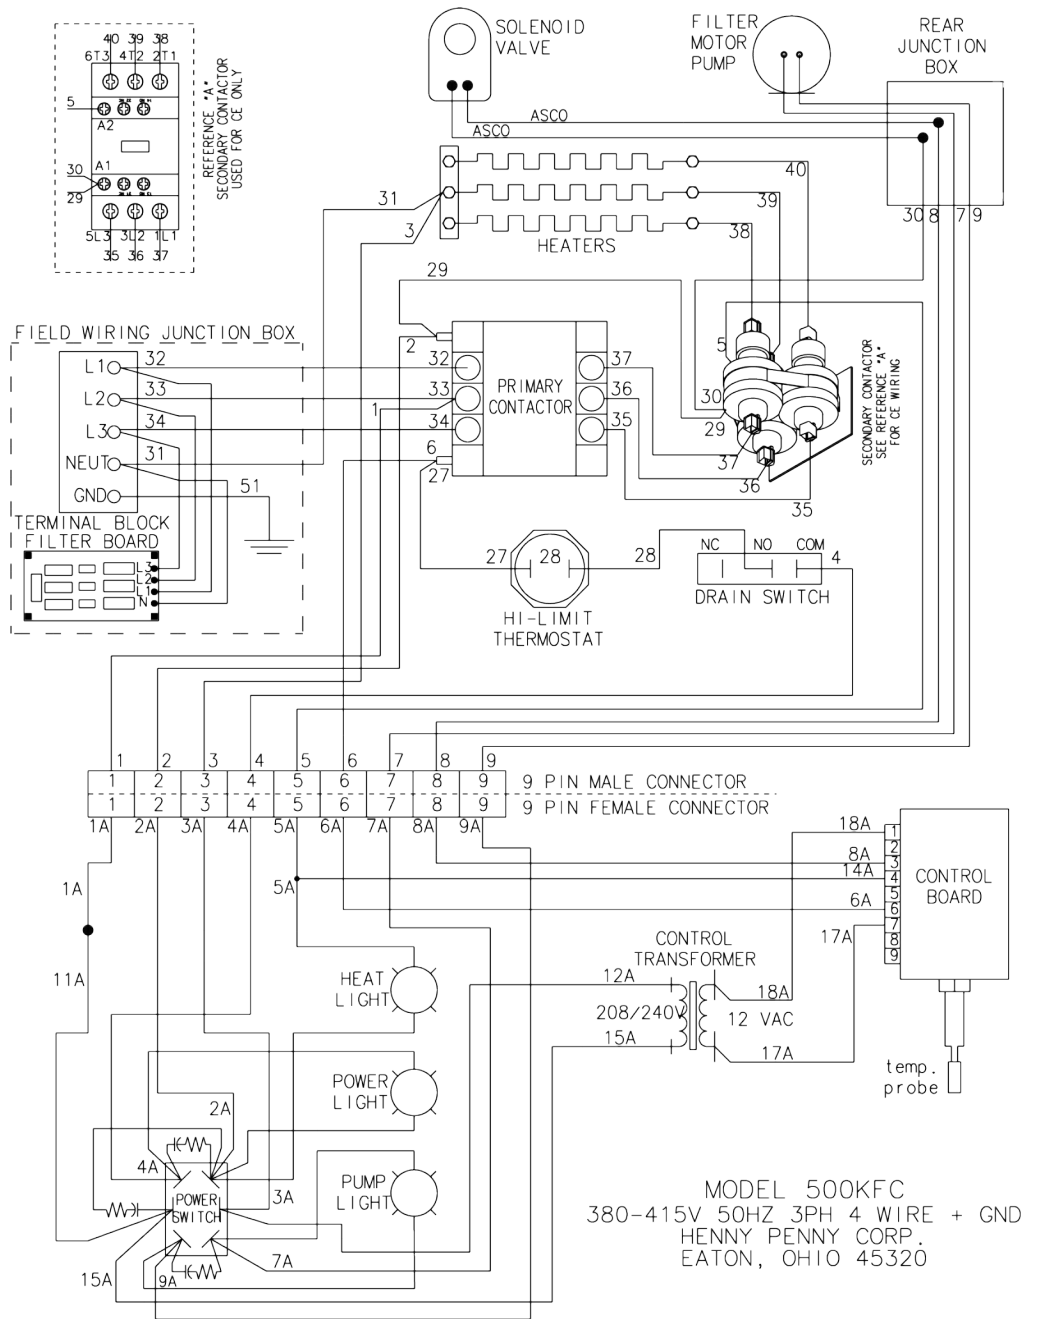 40 39 38
6T3 4T2 2T1
5
A2
A1
30
29
5L3 3L2 1L1
35 36 37
REFERENCE "A"
SECONDARY CONTACTOR
USED FOR CE ONLY
SOLENOID
VALVE
FILTER
MOTOR
PUMP
REAR
JUNCTION
BOX
ASCO
ASCO
30 8 7 9
31
3
40
39
38
HEATERS
29
2
FIELD WIRING JUNCTION BOX
L1 32
L2 33
L3 34
NEUT 31
GND 51
TERMINAL BLOCK
FILTER BOARD
L3
L2
L1
N
32
33
1
34
6
27
PRIMARY
CONTACTOR
37
36
35
5
30
29
37
36
35
SECONDARY CONTACTOR
SEE REFERENCE "A"
FOR CE WIRING
27 28 28
HI-LIMIT
THERMOSTAT
NC NO COM 4
DRAIN SWITCH
1 2 3 4 5 6 7 8 9
1 2 3 4 5 6 7 8 9 9 PIN MALE CONNECTOR
1 2 3 4 5 6 7 8 9 9 PIN FEMALE CONNECTOR
1A 2A 3A 4A 5A 6A 7A 8A 9A
18A
8A
14A
6A
17A
1
2
3
4
5
6
7
8
9
CONTROL
BOARD
1A
5A
11A
HEAT
LIGHT
CONTROL
TRANSFORMER
12A
208/240V
15A
18A
12 VAC
17A
temp.
probe
POWER
LIGHT
2A
4A
3A
POWER
SWITCH
PUMP
LIGHT
7A
15A
9A
MODEL 500KFC
380-415V 50HZ 3PH 4 WIRE + GND
HENNY PENNY CORP.
EATON, OHIO 45320